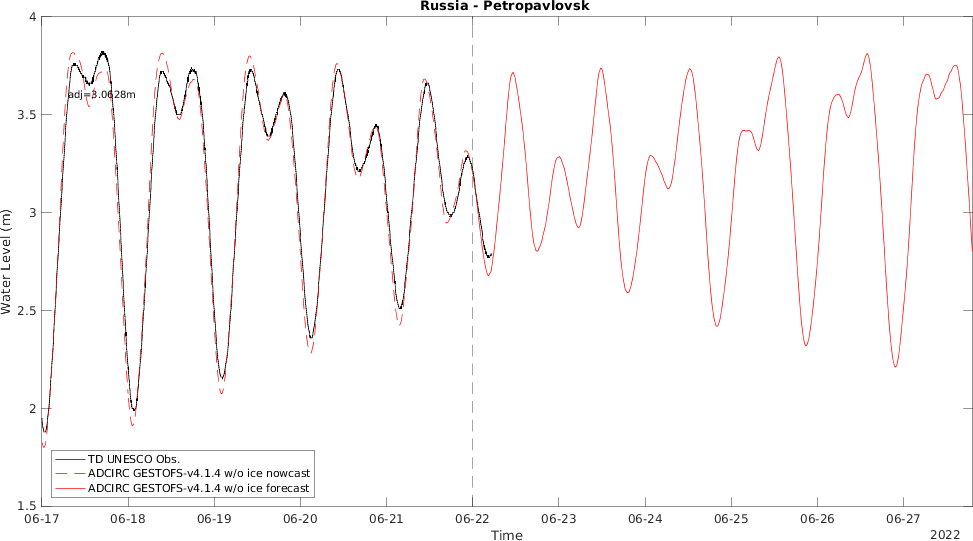 Russia - Petropavlovsk
4
3.5
3
2.5
2
1.5
Water Level (m)
adj=3.0628m
TD UNESCO Obs.
ADCIRC GESTOFS-v4.1.4 w/o ice nowcast
ADCIRC GESTOFS-v4.1.4 w/o ice forecast
06-17 06-18 06-19 06-20 06-21 06-22 06-23 06-24 06-25 06-26 06-27
Time
2022